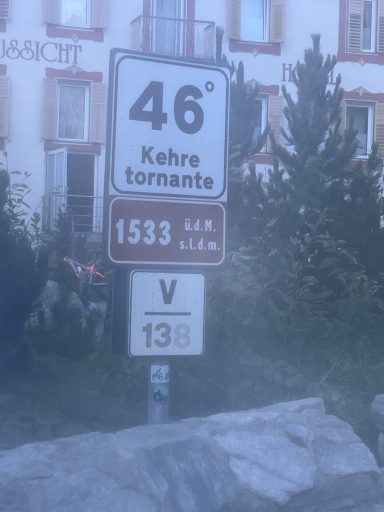 USSICHT
46°
Kehre
tornante
1533 ü.d.M.
s.l.d.m.
V
138